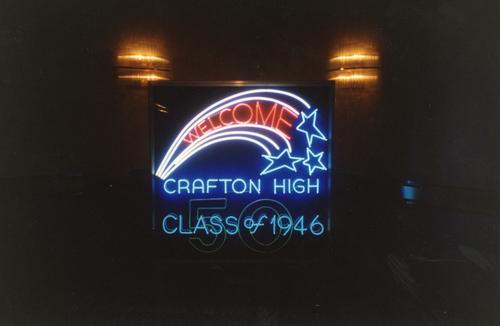 WELCOME
CRAFTON HIGH
50
CLASS of 1946